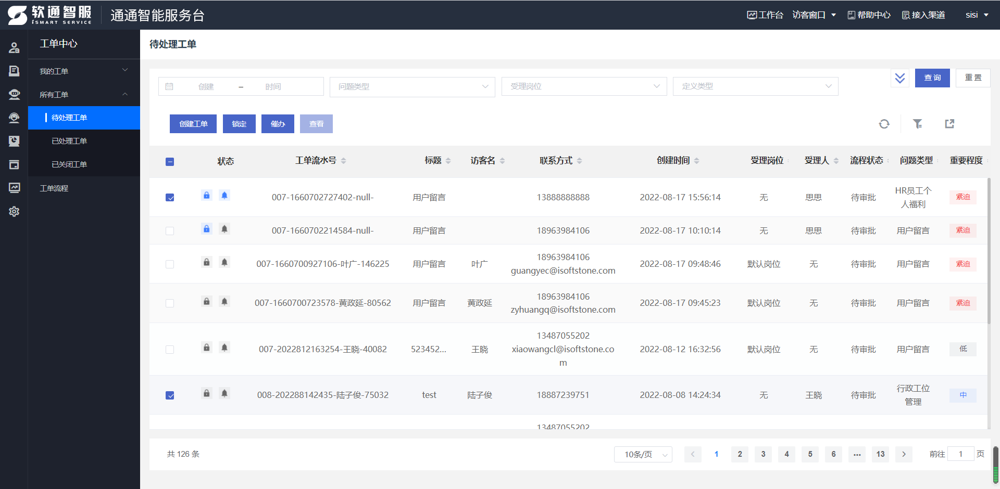 软通智服
iSMART SERVICE
通通智能服务台
工作台 访客窗口 帮助中心 接入渠道 sisi
工单中心
我的工单
所有工单
待处理工单
已处理工单
已关闭工单
工单流程
待处理工单
创建 – 时间 问题类型 受理岗位 定义类型 查询 重置
创建工单 锁定 催办 查看
状态 工单流水号 标题 访客名 联系方式 创建时间 受理岗位 受理人 流程状态 问题类型 重要程度
007-1660702727402-null- 用户留言 13888888888 2022-08-17 15:56:14 无 思思 待审批 HR员工个
人福利 紧迫
007-1660702214584-null- 用户留言 18963984106 2022-08-17 10:10:14 无 思思 待审批 用户留言 紧迫
007-1660700927106-叶广-146225 用户留言 叶广 18963984106
guangyec@isoftstone.com 2022-08-17 09:48:46 默认岗位 无 待审批 用户留言 紧迫
007-1660700723578-黄政延-80562 用户留言 黄政延 18963984106
zyhuangq@isoftstone.com 2022-08-17 09:45:23 默认岗位 无 待审批 用户留言 紧迫
007-2022812163254-王晓-40082 523452... 王晓 13487055202
xiaowangcl@isoftstone.co
m 2022-08-12 16:32:56 默认岗位 无 待审批 用户留言 低
008-202288142435-陆子俊-75032 test 陆子俊 18887239751 2022-08-08 14:24:34 无 王晓 待审批 行政工位
管理 中
13487055202
共 126 条 10条/页 1 2 3 4 5 6 ... 13 前往 1 页